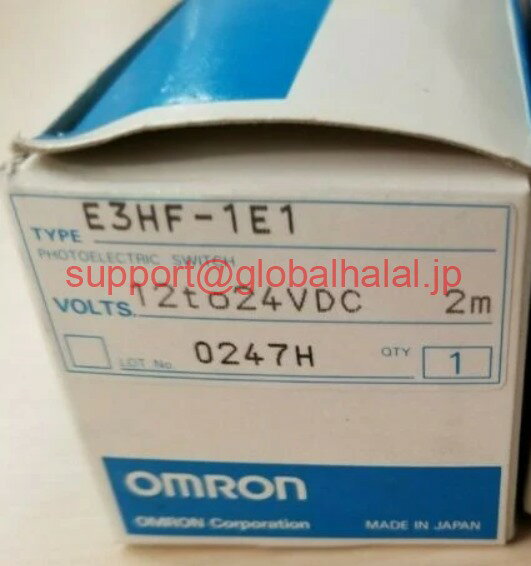 TYPE E3HF-1E1
PHOTOELECTRIC SWITCH
support@globalhalal.jp
VOLTS. 12to24VDC 2m
LOT. No. 0247H QTY 1
OMRON
OMRON Corporation MADE IN JAPAN